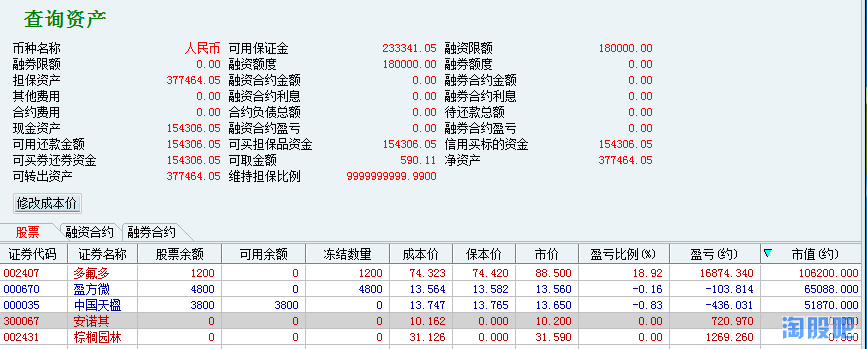 查询资产
币种名称 人民币 可用保证金 233341.05 融资限额 180000.00
融券限额 0.00 融资额度 180000.00 融券额度 0.00
担保资产 377464.05 融资合约金额 0.00 融券合约金额 0.00
其他费用 0.00 融资合约利息 0.00 融券合约利息 0.00
合约费用 0.00 合约负债总额 0.00 待还款总额 0.00
现金资产 154306.05 融资合约盈亏 0.00 融券合约盈亏 0.00
可用还款金额 154306.05 可买担保品资金 154306.05 信用买标的资金 154306.05
可买券还券资金 154306.05 可取金额 590.11 净资产 377464.05
可转出资产 377464.05 维持担保比例 9999999999.9900
修改成本价
股票 融资合约 融券合约
证券代码 证券名称 股票余额 可用余额 冻结数量 成本价 保本价 市价 盈亏比例(%) 盈亏(约) 市值(约)
002407 多氟多 1200 0 1200 74.323 74.420 88.500 18.92 16874.340 106200.000
000670 盈方微 4800 0 4800 13.564 13.582 13.560 -0.16 -103.814 65088.000
000035 中国天楹 3800 3800 0 13.747 13.765 13.650 -0.83 -436.031 51870.000
300067 安诺其 0 0 0 10.162 0.000 10.200 0.00 720.970 0.000
002431 棕榈园林 0 0 0 31.126 0.000 31.590 0.00 1269.260 0.000
淘股吧